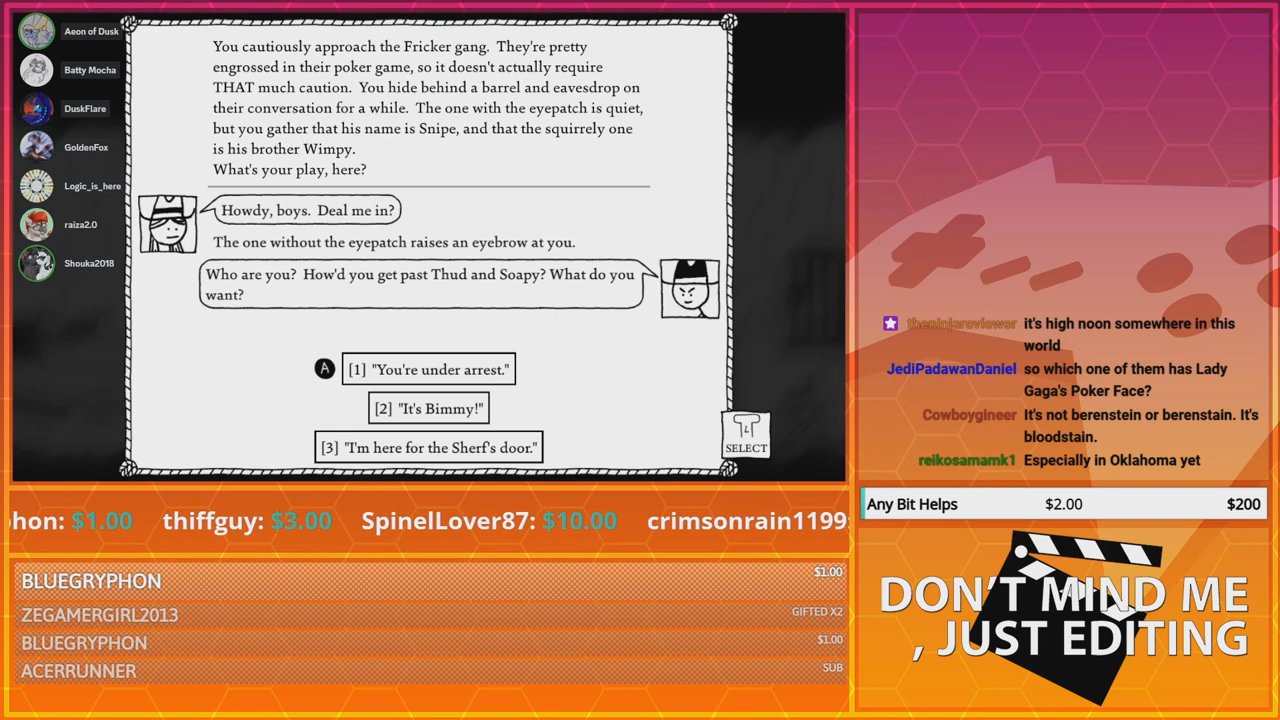 Aeon of Dusk
Batty Mocha
DuskFlare
GoldenFox
Logic_is_here
raiza2.0
Shouka2018
You cautiously approach the Fricker gang. They're pretty
engrossed in their poker game, so it doesn't actually require
THAT much caution. You hide behind a barrel and eavesdrop on
their conversation for a while. The one with the eyepatch is quiet,
but you gather that his name is Snipe, and that the squirrely one
is his brother Wimpy.
What's your play, here?
Howdy, boys. Deal me in?
The one without the eyepatch raises an eyebrow at you.
Who are you? How'd you get past Thud and Soapy? What do you
want?
A [1] "You're under arrest."
[2] "It's Bimmy!"
[3] "I'm here for the Sherf's door."
L
SELECT
theninjareviewer it's high noon somewhere in this
world
JediPadawanDaniel so which one of them has Lady
Gaga's Poker Face?
Cowboygineer It's not berenstein or berenstain. It's
bloodstain.
reikosamamk1 Especially in Oklahoma yet
Any Bit Helps $2.00 $200
phon: $1.00 thiffguy: $3.00 SpinelLover87: $10.00 crimsonrain1199:
BLUEGRYPHON $1.00
ZEGAMERGIRL2013 GIFTED X2
BLUEGRYPHON $1.00
ACERRUNNER SUB
DON'T MIND ME
, JUST EDITING